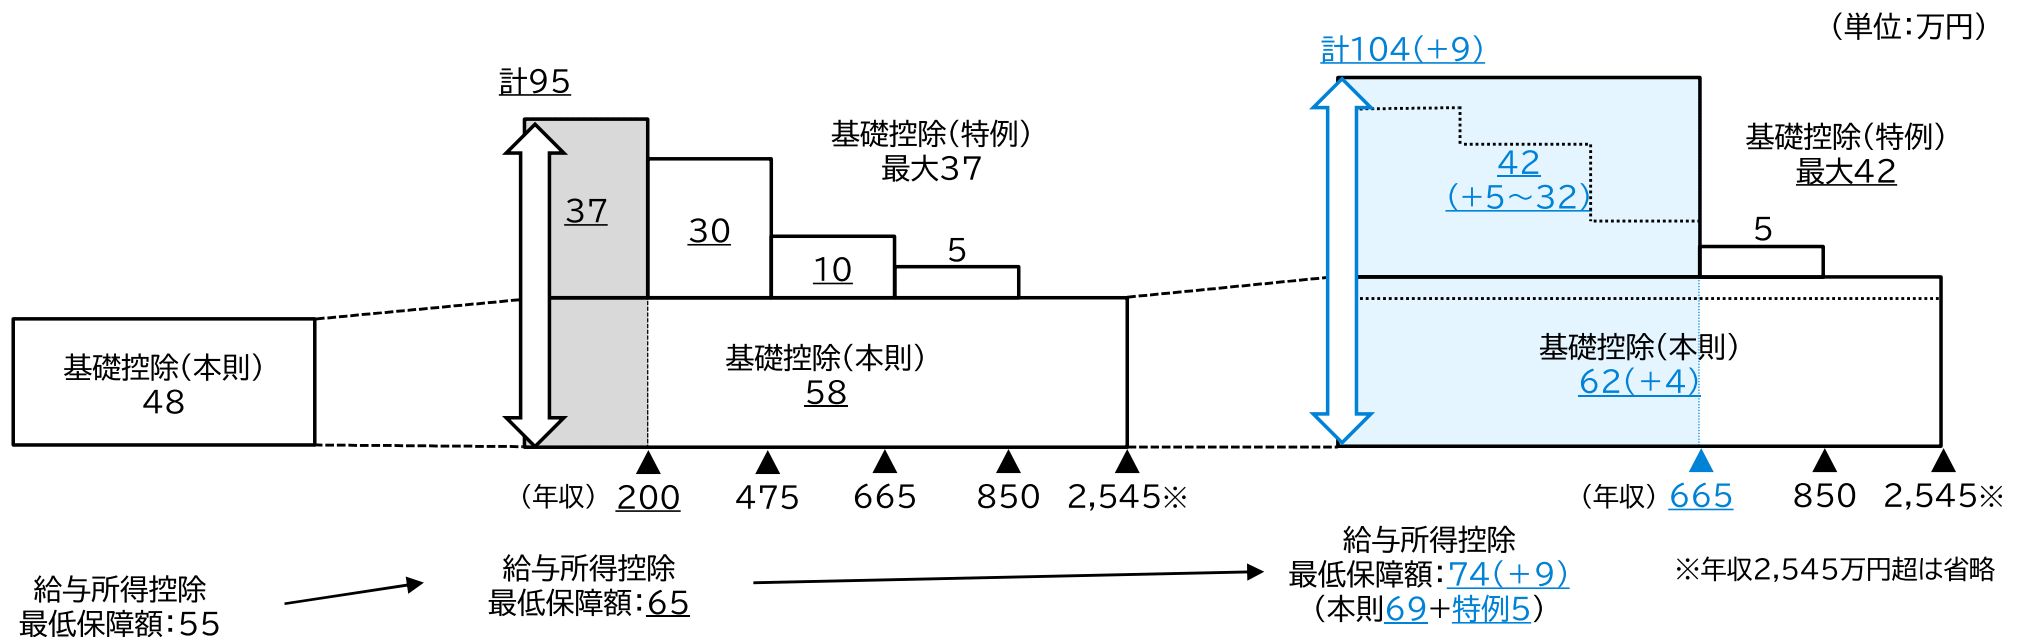 （単位：万円）
計95
基礎控除（特例）
最大37
37
30
10
5
基礎控除（本則）
48
基礎控除（本則）
58
（年収）
200
475
665
850
2,545※
計104（＋9）
基礎控除（特例）
最大42
42
（＋5～32）
5
基礎控除（本則）
62（＋4）
（年収）
665
850
2,545※
給与所得控除
最低保障額：55
給与所得控除
最低保障額：65
給与所得控除
最低保障額：74（＋9）
（本則69＋特例5）
※年収2,545万円超は省略